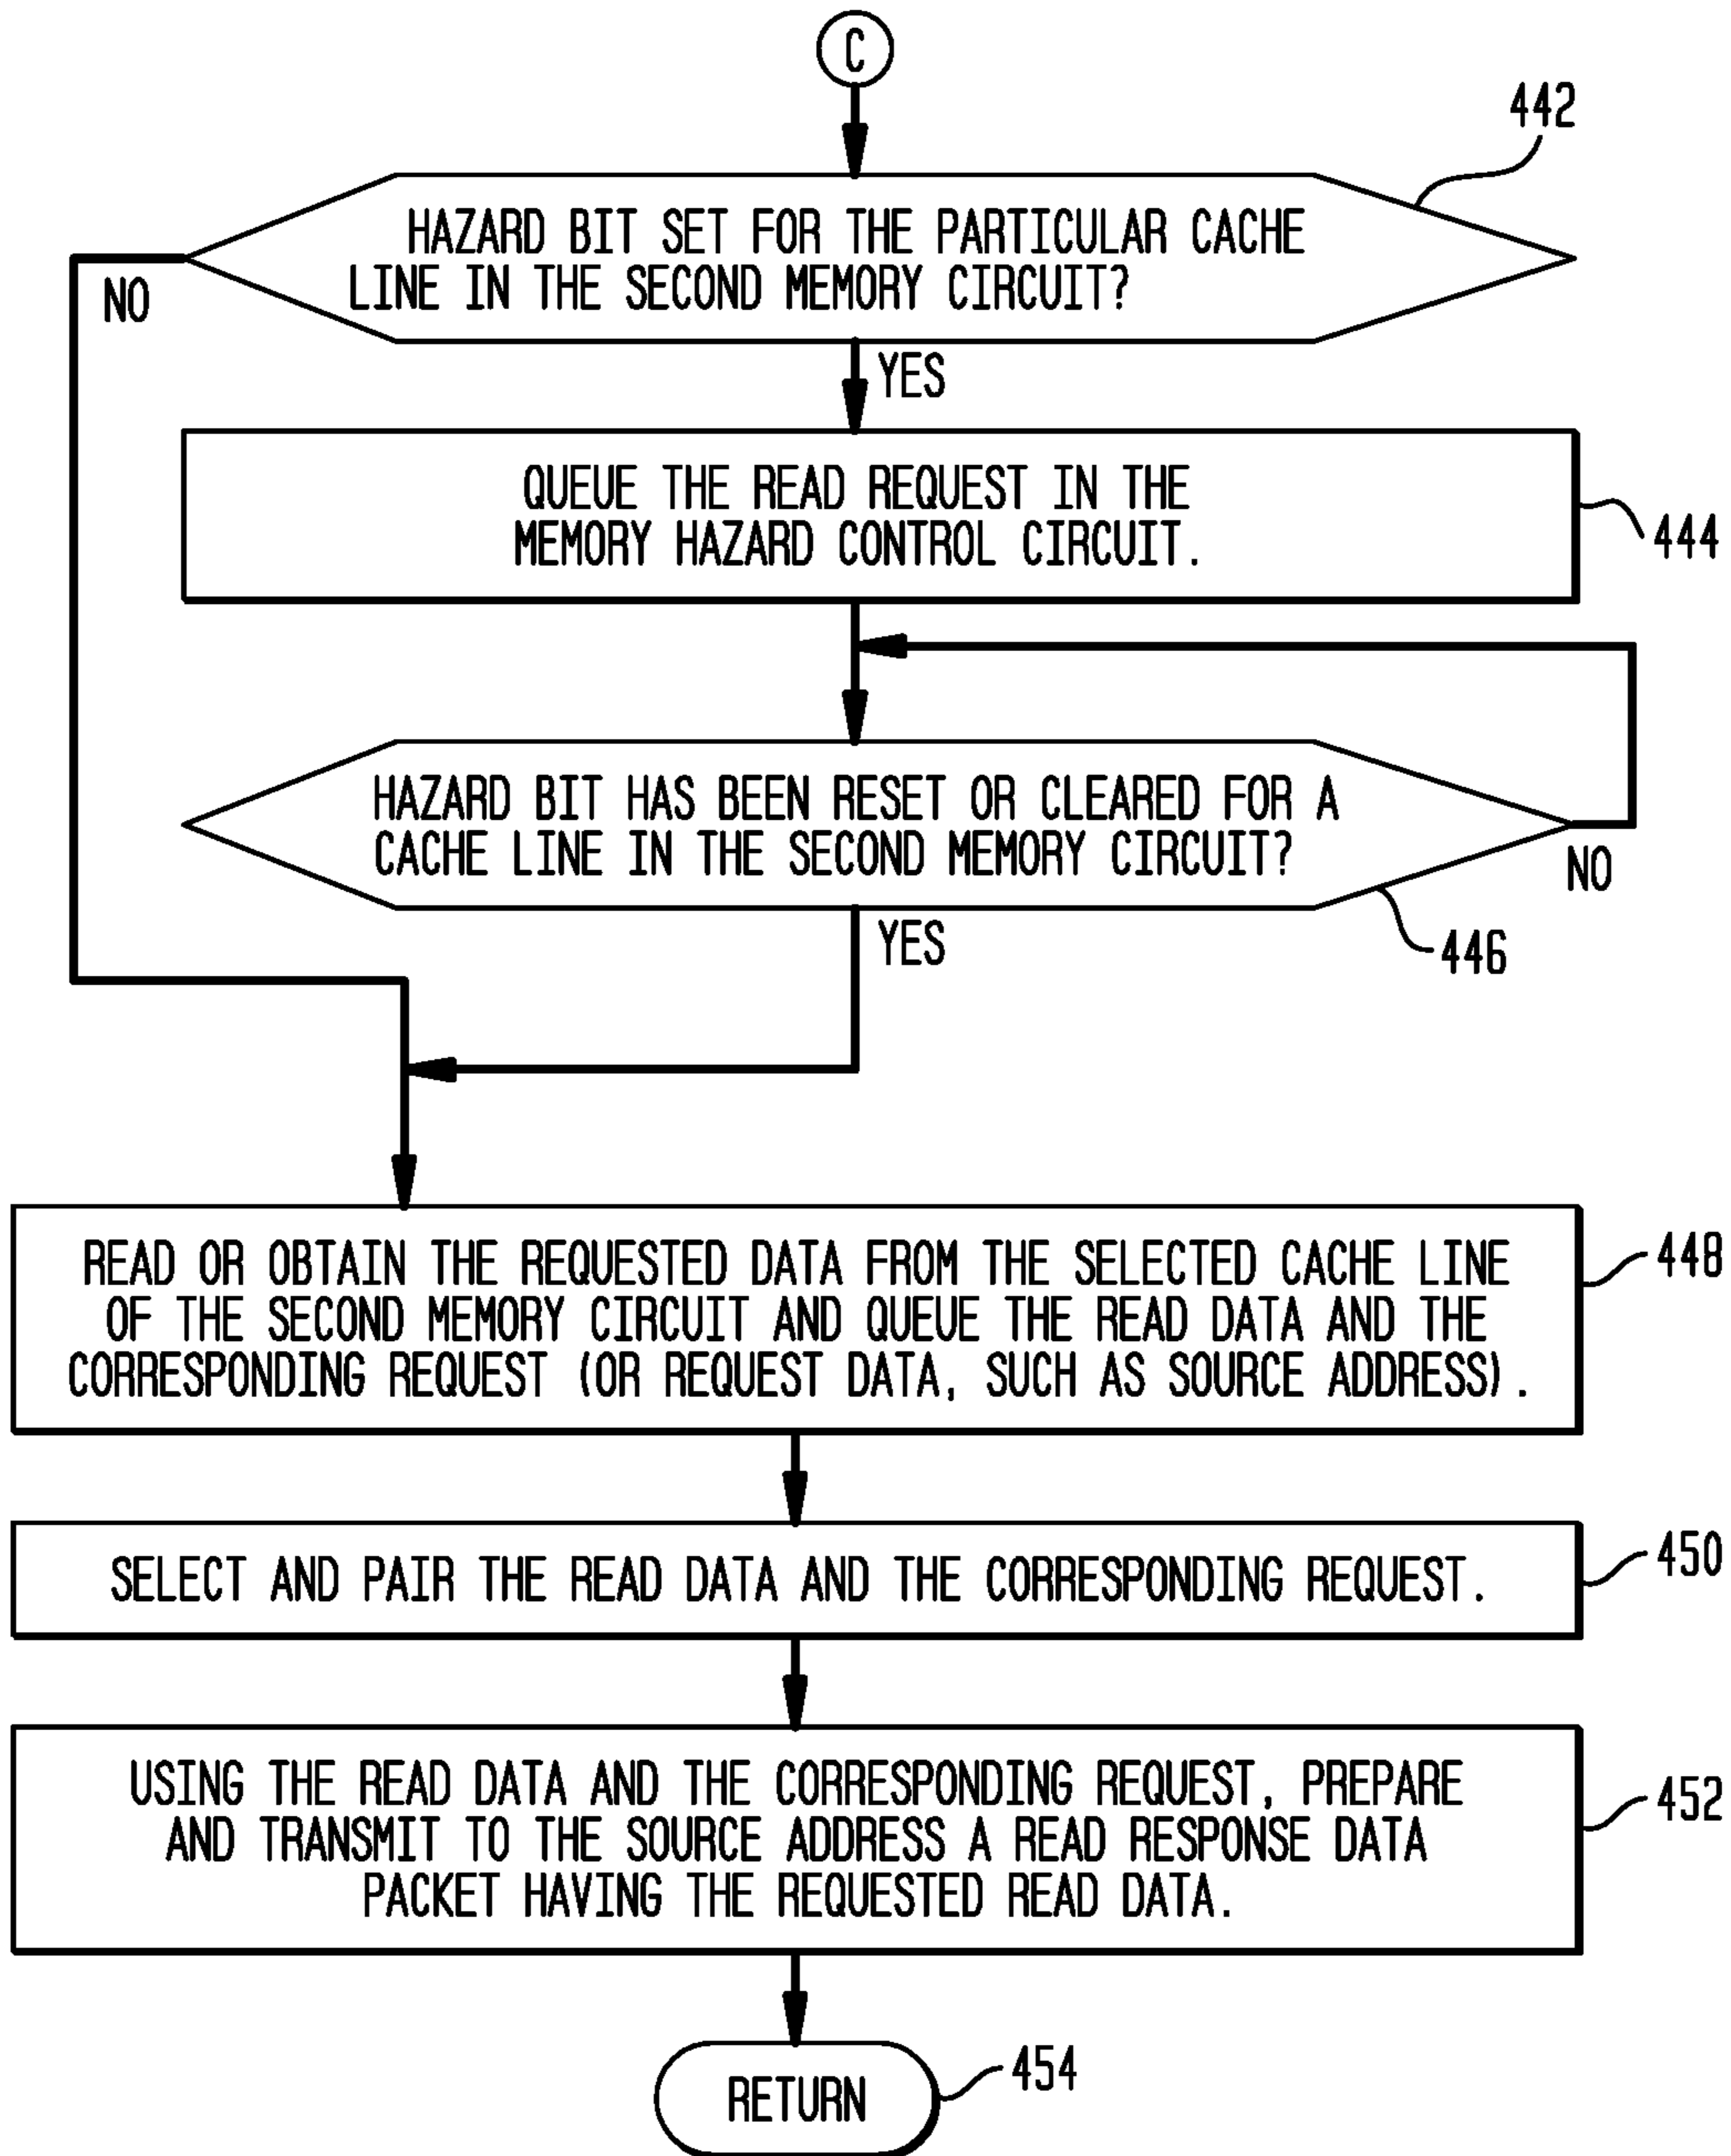 C
442
HAZARD BIT SET FOR THE PARTICULAR CACHE
LINE IN THE SECOND MEMORY CIRCUIT?
NO
YES
QUEUE THE READ REQUEST IN THE
MEMORY HAZARD CONTROL CIRCUIT.
444
HAZARD BIT HAS BEEN RESET OR CLEARED FOR A
CACHE LINE IN THE SECOND MEMORY CIRCUIT?
NO
YES
446
READ OR OBTAIN THE REQUESTED DATA FROM THE SELECTED CACHE LINE
OF THE SECOND MEMORY CIRCUIT AND QUEUE THE READ DATA AND THE
CORRESPONDING REQUEST (OR REQUEST DATA, SUCH AS SOURCE ADDRESS).
448
SELECT AND PAIR THE READ DATA AND THE CORRESPONDING REQUEST.
450
USING THE READ DATA AND THE CORRESPONDING REQUEST, PREPARE
AND TRANSMIT TO THE SOURCE ADDRESS A READ RESPONSE DATA
PACKET HAVING THE REQUESTED READ DATA.
452
RETURN
454